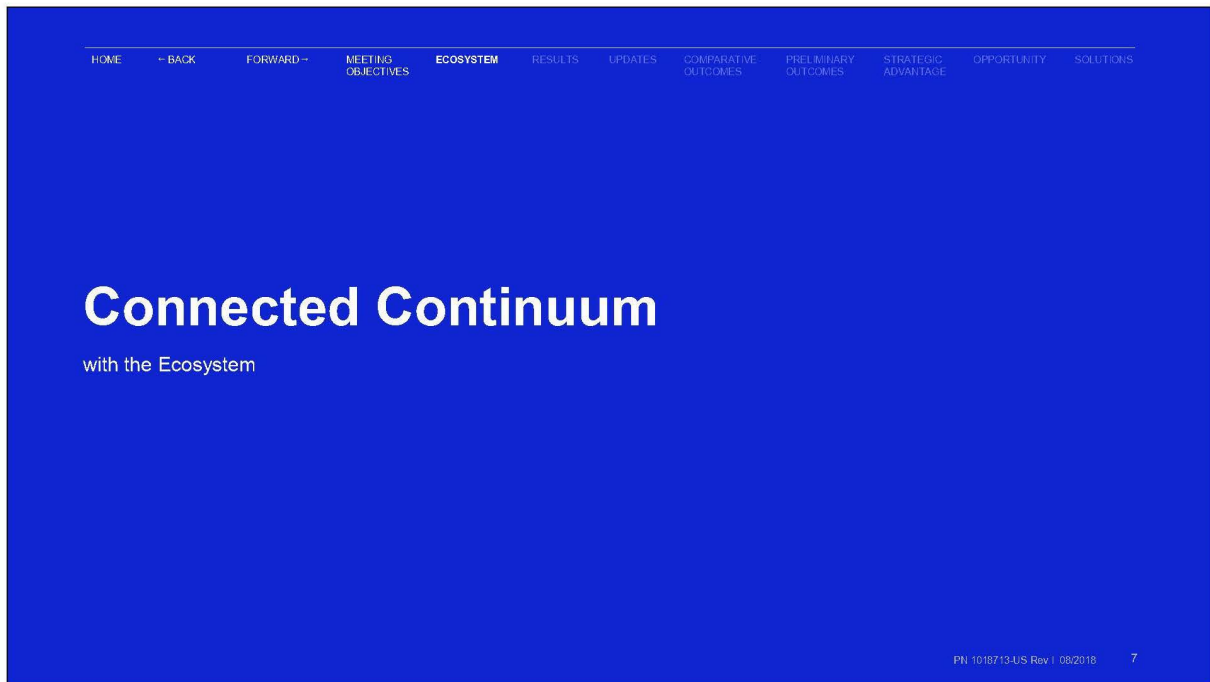 HOME ←BACK FORWARD→ MEETING ECOSYSTEM RESULTS UPDATES COMPARATIVE PRELIMINARY STRATEGIC OPPORTUNITY SOLUTIONS
OBJECTIVES OUTCOMES OUTCOMES ADVANTAGE
Connected Continuum
with the Ecosystem
PN 1018713-US Rev I 08/2018 7